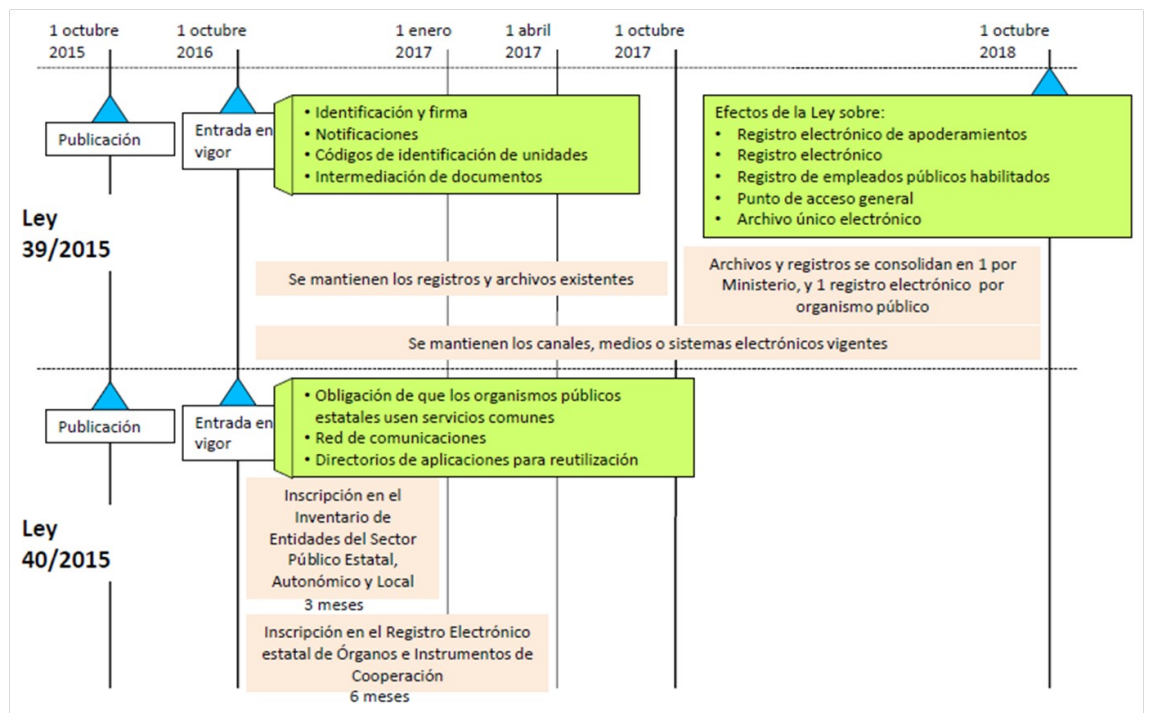 1 octubre
2015
1 octubre
2016
1 enero
2017
1 abril
2017
1 octubre
2017
1 octubre
2018
Ley
39/2015
Publicación
Entrada en
vigor
• Identificación y firma
• Notificaciones
• Códigos de identificación de unidades
• Intermediación de documentos
Efectos de la Ley sobre:
• Registro electrónico de apoderamientos
• Registro electrónico
• Registro de empleados públicos habilitados
• Punto de acceso general
• Archivo único electrónico
Se mantienen los registros y archivos existentes
Archivos y registros se consolidan en 1 por
Ministerio, y 1 registro electrónico por
organismo público
Se mantienen los canales, medios o sistemas electrónicos vigentes
Ley
40/2015
Publicación
Entrada en
vigor
• Obligación de que los organismos públicos
estatales usen servicios comunes
• Red de comunicaciones
• Directorios de aplicaciones para reutilización
Inscripción en el
Inventario de
Entidades del Sector
Público Estatal,
Autonómico y Local
3 meses
Inscripción en el Registro Electrónico
estatal de Órganos e Instrumentos de
Cooperación
6 meses